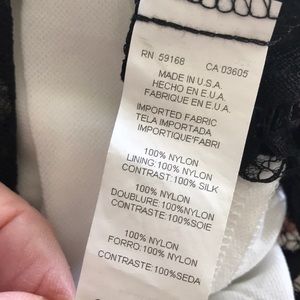 RN 59168 CA 03605
MADE IN U.S.A.
HECHO EN E.U.A.
FABRIQUE EN E.U.A.
IMPORTED FABRIC
TELA IMPORTADA
IMPORTIQUE'FABRI
100% NYLON
LINING:100% NYLON
CONTRAST:100% SILK
100% NYLON
DOUBLURE:100%NYLON
CONTRASTE:100%SOIE
100% NYLON
FORRO:100% NYLON
CONTRASTE:100%SEDA